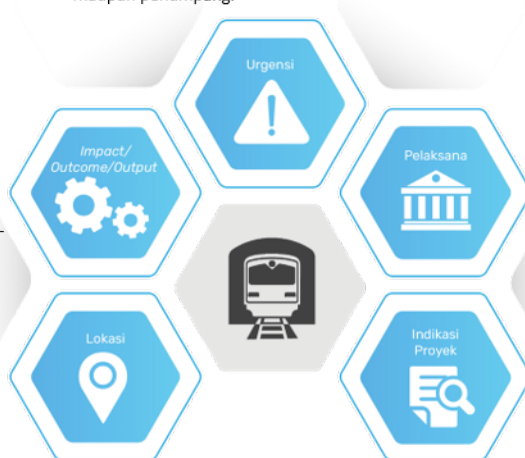 Urgensi
Impact/
Outcome/Output
Pelaksana
Lokasi
Indikasi
Proyek